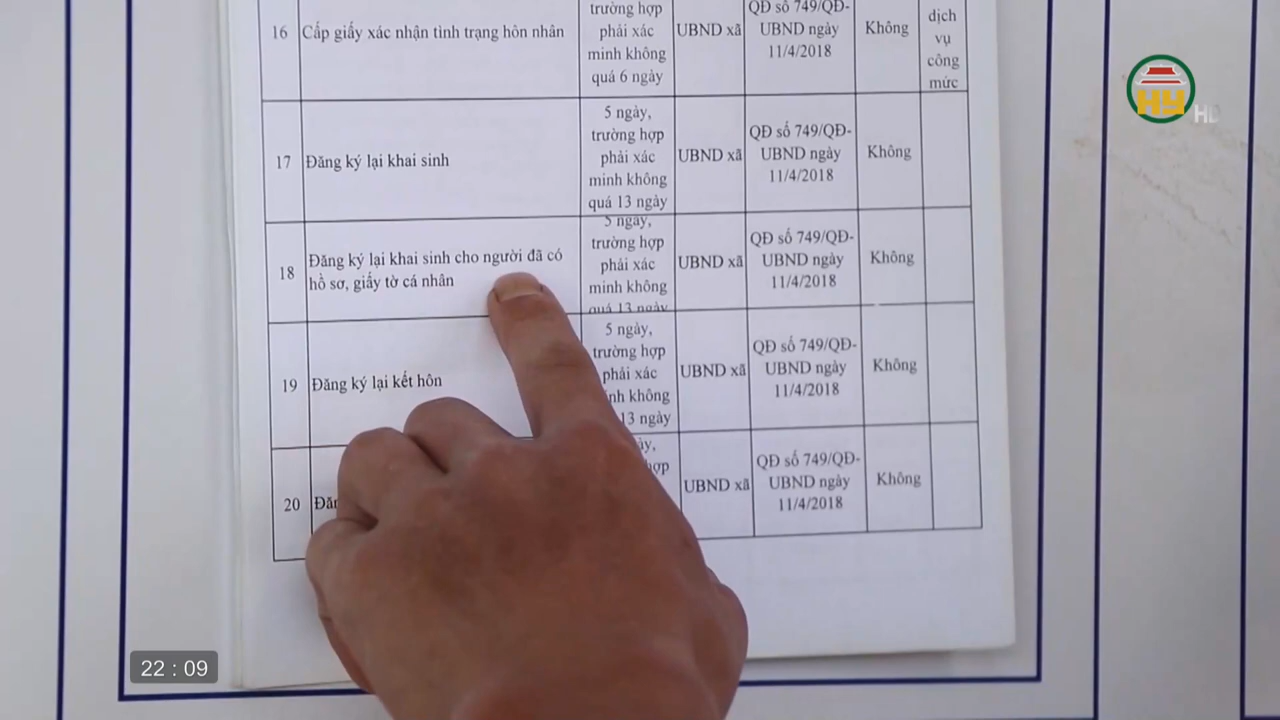 16
Cấp giấy xác nhận tình trạng hôn nhân
trường hợp
phải xác
minh không
quá 6 ngày
UBND xã
QĐ số 749/QĐ-
UBND ngày
11/4/2018
Không
dịch
vụ
công
mức
17
Đăng ký lại khai sinh
5 ngày,
trường hợp
phải xác
minh không
quá 13 ngày
UBND xã
QĐ số 749/QĐ-
UBND ngày
11/4/2018
Không
18
Đăng ký lại khai sinh cho người đã có
hồ sơ, giấy tờ cá nhân
5 ngày,
trường hợp
phải xác
minh không
quá 13 ngày
UBND xã
QĐ số 749/QĐ-
UBND ngày
11/4/2018
Không
19
Đăng ký lại kết hôn
5 ngày,
trường hợp
phải xác
không
13 ngày
UBND xã
QĐ số 749/QĐ-
UBND ngày
11/4/2018
Không
20
UBND xã
QĐ số 749/QĐ-
UBND ngày
11/4/2018
Không
HY HD
22 : 09